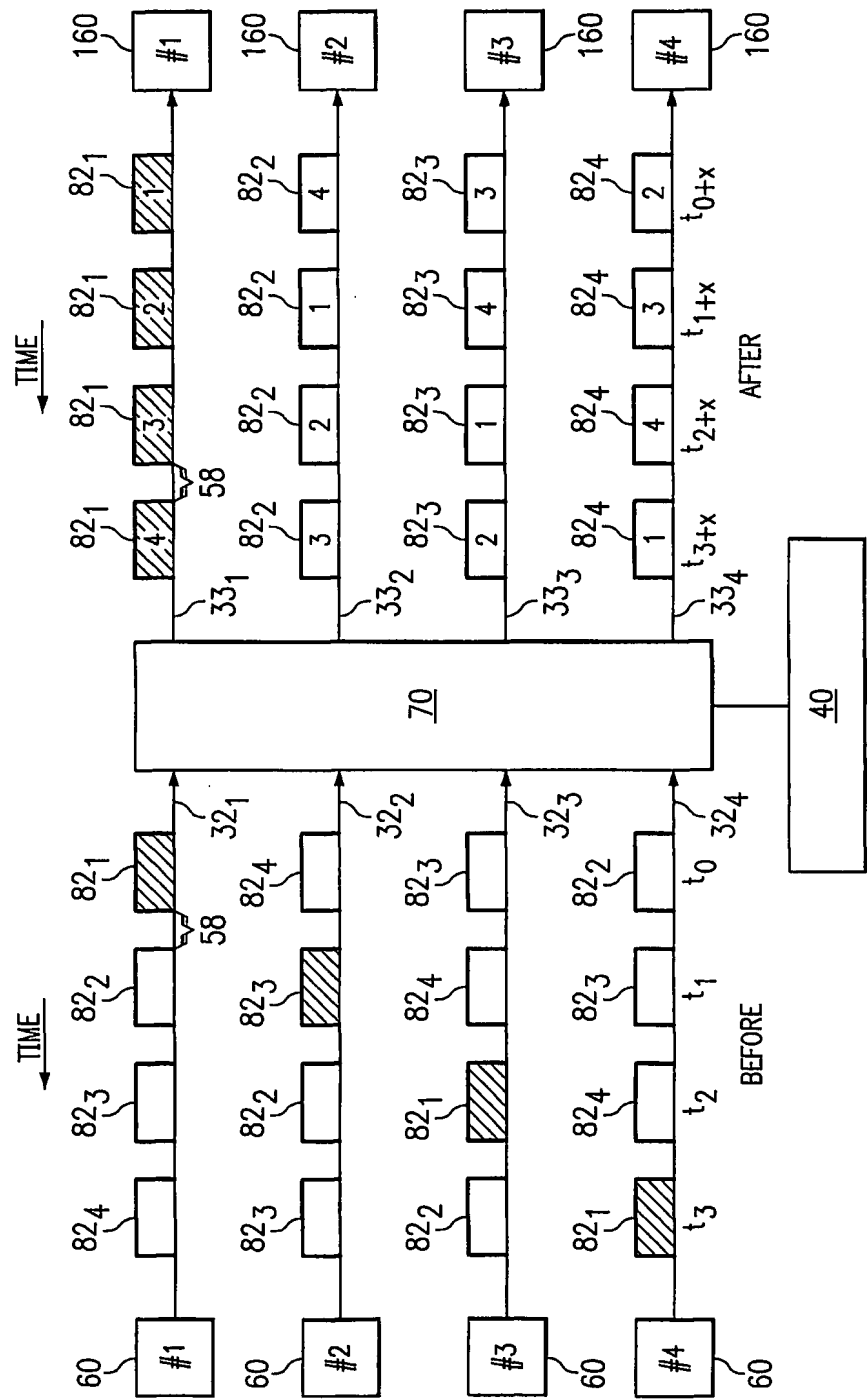 TIME TIME
60 82₄ 82₃ 82₂ 82₁ 82₁ 82₁ 82₁ 82₁ 160
#1 4 3 2 1 #1
58 32₁ 33₁ 58
60 82₃ 82₂ 82₃ 82₄ 82₂ 82₂ 82₂ 82₂ 160
#2 3 2 1 4 #2
32₂ 33₂
82₂ 82₁ 82₄ 82₃ 82₃ 82₃ 82₃ 82₃ 160
#3 2 1 4 3 #3
60 32₃ 70 33₃
82₁ 82₄ 82₃ 82₂ 82₄ 82₄ 82₄ 82₄
#4 1 4 3 2 #4
60 t₃ t₂ t₁ t₀ 32₄ 33₄ t₃₊ₓ t₂₊ₓ t₁₊ₓ t₀₊ₓ 160
BEFORE AFTER
40